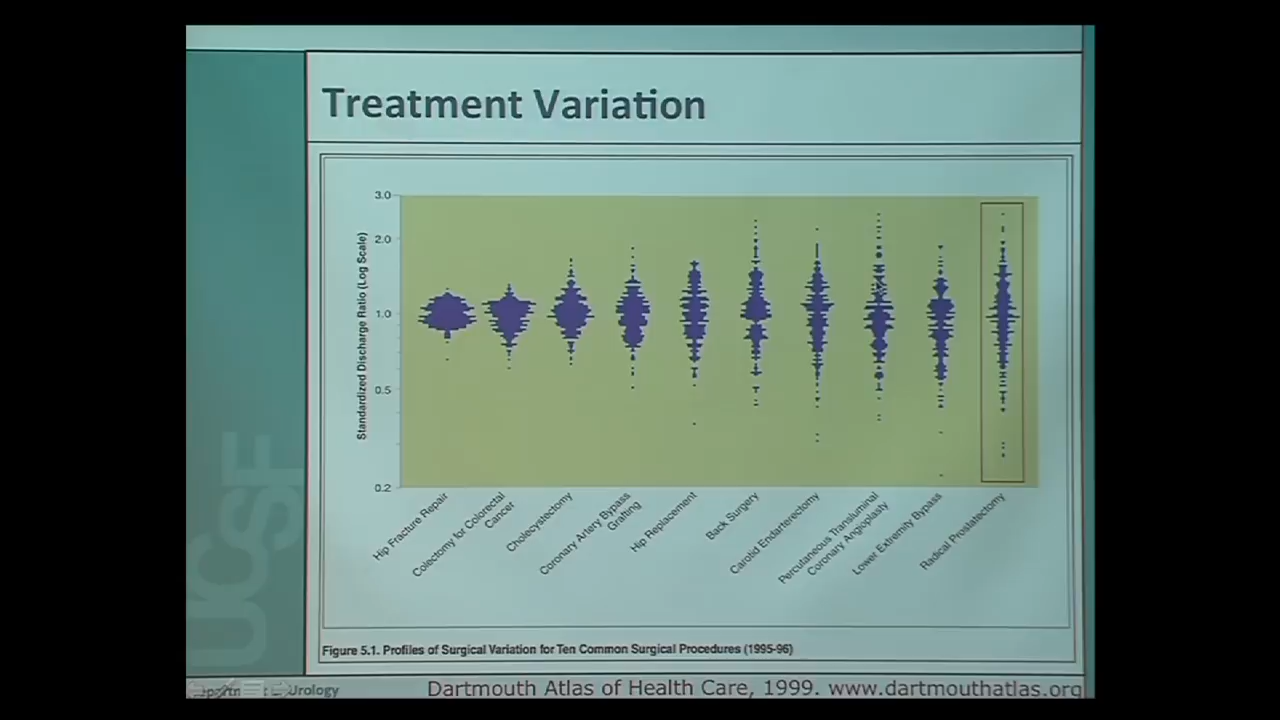 Treatment Variation
3.0
2.0
1.0
0.5
0.2
Standardized Discharge Ratio (Log Scale)
Hip Fracture Repair
Colectomy for Colorectal
Cancer
Cholecystectomy
Coronary Artery Bypass
Grafting
Hip Replacement
Back Surgery
Carotid Endarterectomy
Percutaneous Transluminal
Coronary Angioplasty
Lower Extremity Bypass
Radical Prostatectomy
Figure 5.1. Profiles of Surgical Variation for Ten Common Surgical Procedures (1995-96)
UCSF
Urology
Dartmouth Atlas of Health Care, 1999. www.dartmouthatlas.org